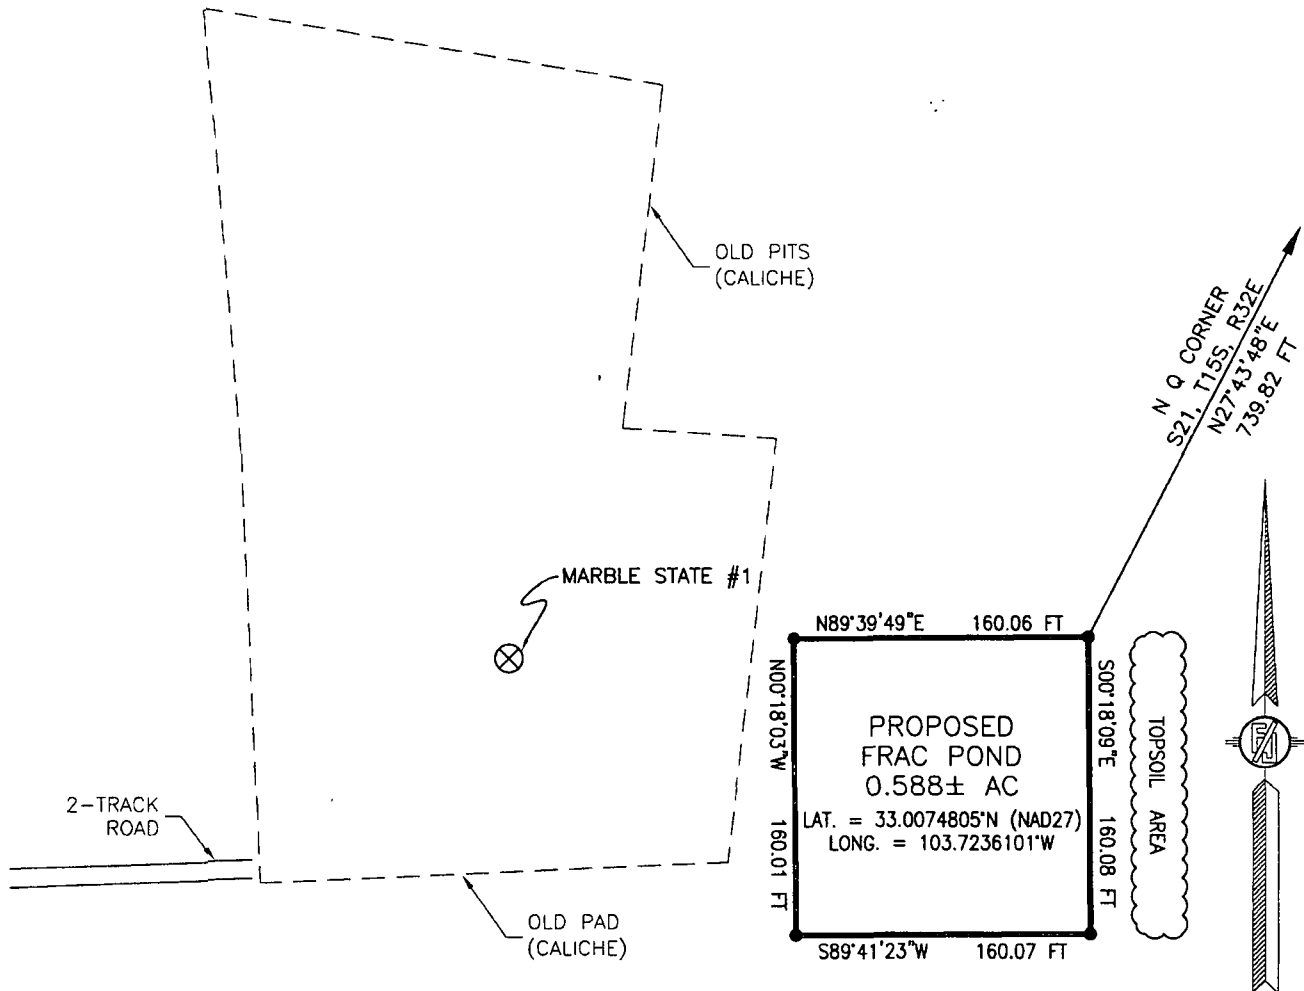 OLD PITS
(CALICHE)
N Q CORNER
S21, T15S, R32E
N27°43'48"E
739.82 FT
MARBLE STATE #1
N89°39'49"E 160.06 FT
N00°18'03"W 160.01 FT
S00°18'09"E 160.08 FT
TOPSOIL AREA
PROPOSED
FRAC POND
0.588± AC
LAT. = 33.0074805°N (NAD27)
LONG. = 103.7236101°W
2-TRACK
ROAD
OLD PAD
(CALICHE)
S89°41'23"W 160.07 FT